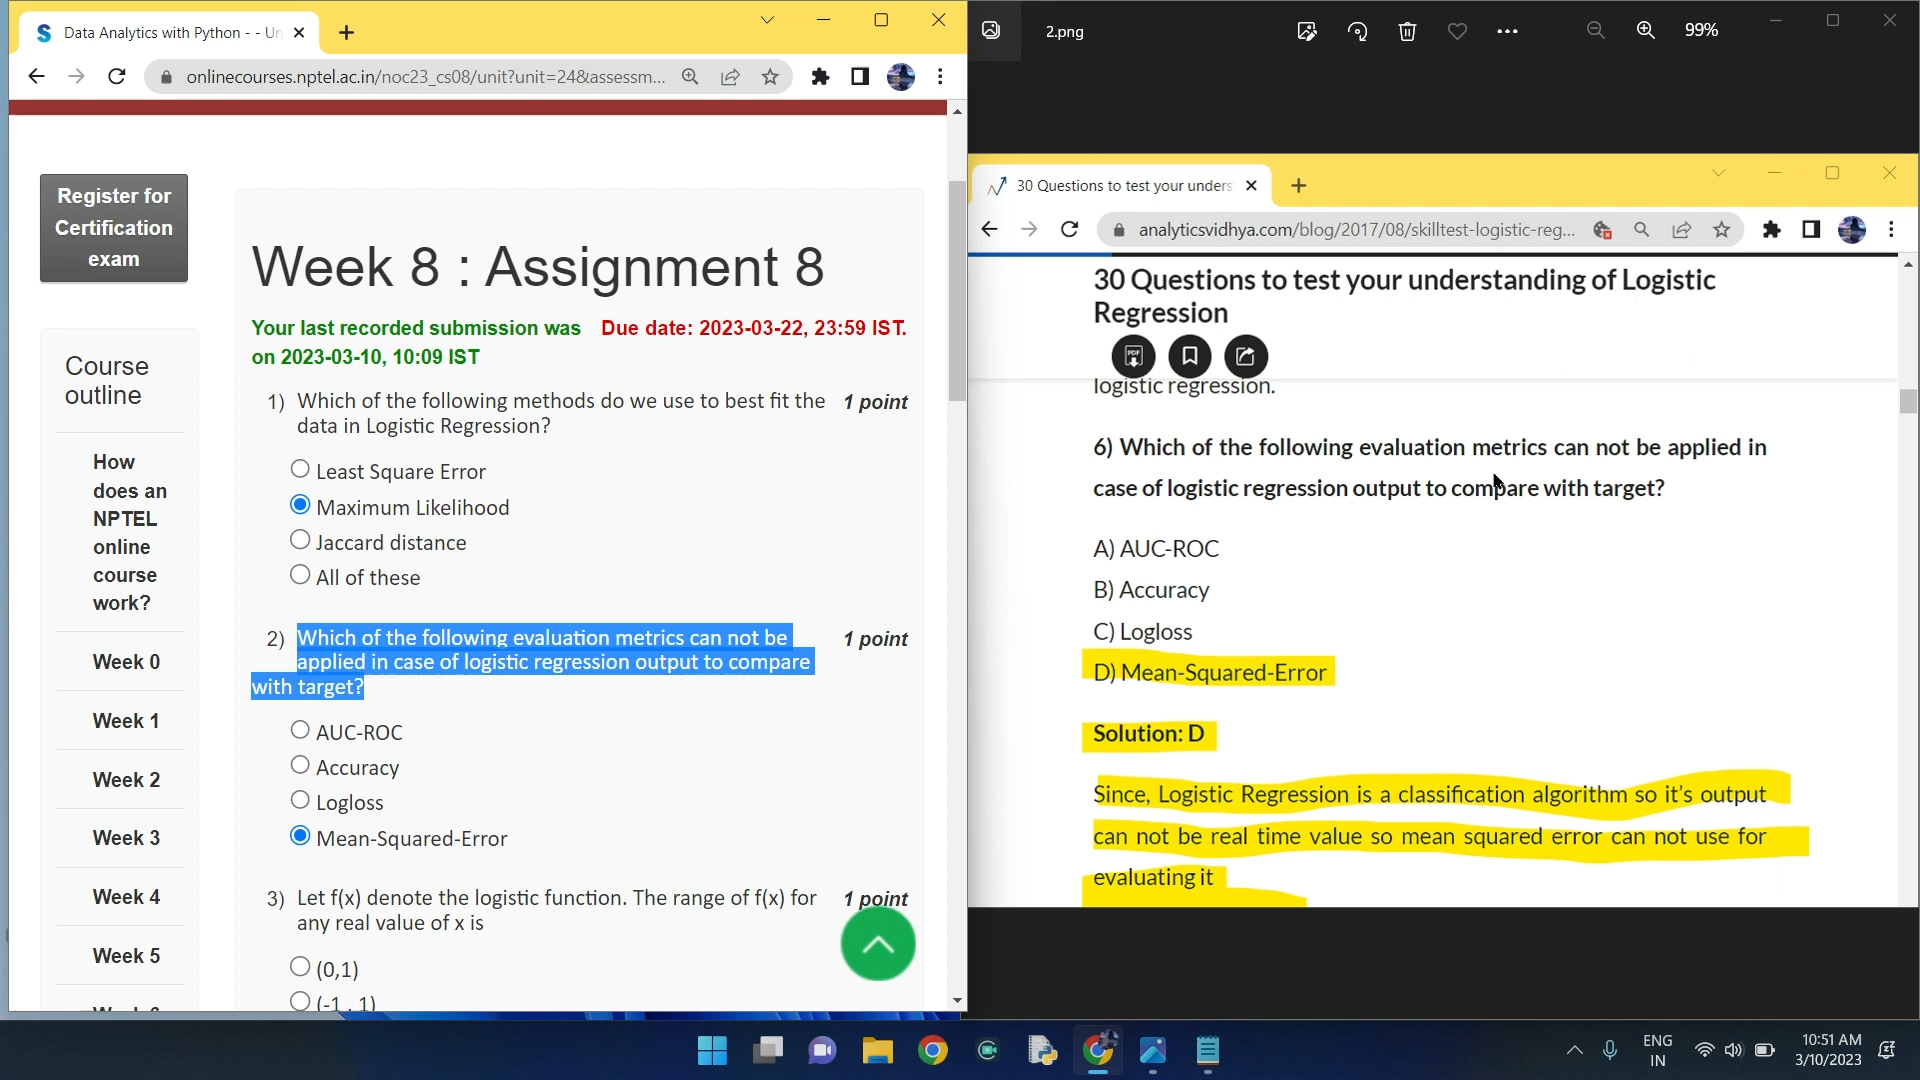 Data Analytics with Python - - Un
onlinecourses.nptel.ac.in/noc23_cs08/unit?unit=24&assessm...
Register for
Certification
exam
Course
outline
How
does an
NPTEL
online
course
work?
Week 0
Week 1
Week 2
Week 3
Week 4
Week 5
Week 8 : Assignment 8
Your last recorded submission was
on 2023-03-10, 10:09 IST
Due date: 2023-03-22, 23:59 IST.
1) Which of the following methods do we use to best fit the 1 point
data in Logistic Regression?
Least Square Error
Maximum Likelihood
Jaccard distance
All of these
2) Which of the following evaluation metrics can not be 1 point
applied in case of logistic regression output to compare
with target?
AUC-ROC
Accuracy
Logloss
Mean-Squared-Error
3) Let f(x) denote the logistic function. The range of f(x) for 1 point
any real value of x is
(0,1)
(-1 , 1)
2.png
99%
30 Questions to test your unders
analyticsvidhya.com/blog/2017/08/skilltest-logistic-reg...
30 Questions to test your understanding of Logistic
Regression
PDF
logistic regression.
6) Which of the following evaluation metrics can not be applied in
case of logistic regression output to compare with target?
A) AUC-ROC
B) Accuracy
C) Logloss
D) Mean-Squared-Error
Solution: D
Since, Logistic Regression is a classification algorithm so it's output
can not be real time value so mean squared error can not use for
evaluating it
ENG
IN
10:51 AM
3/10/2023